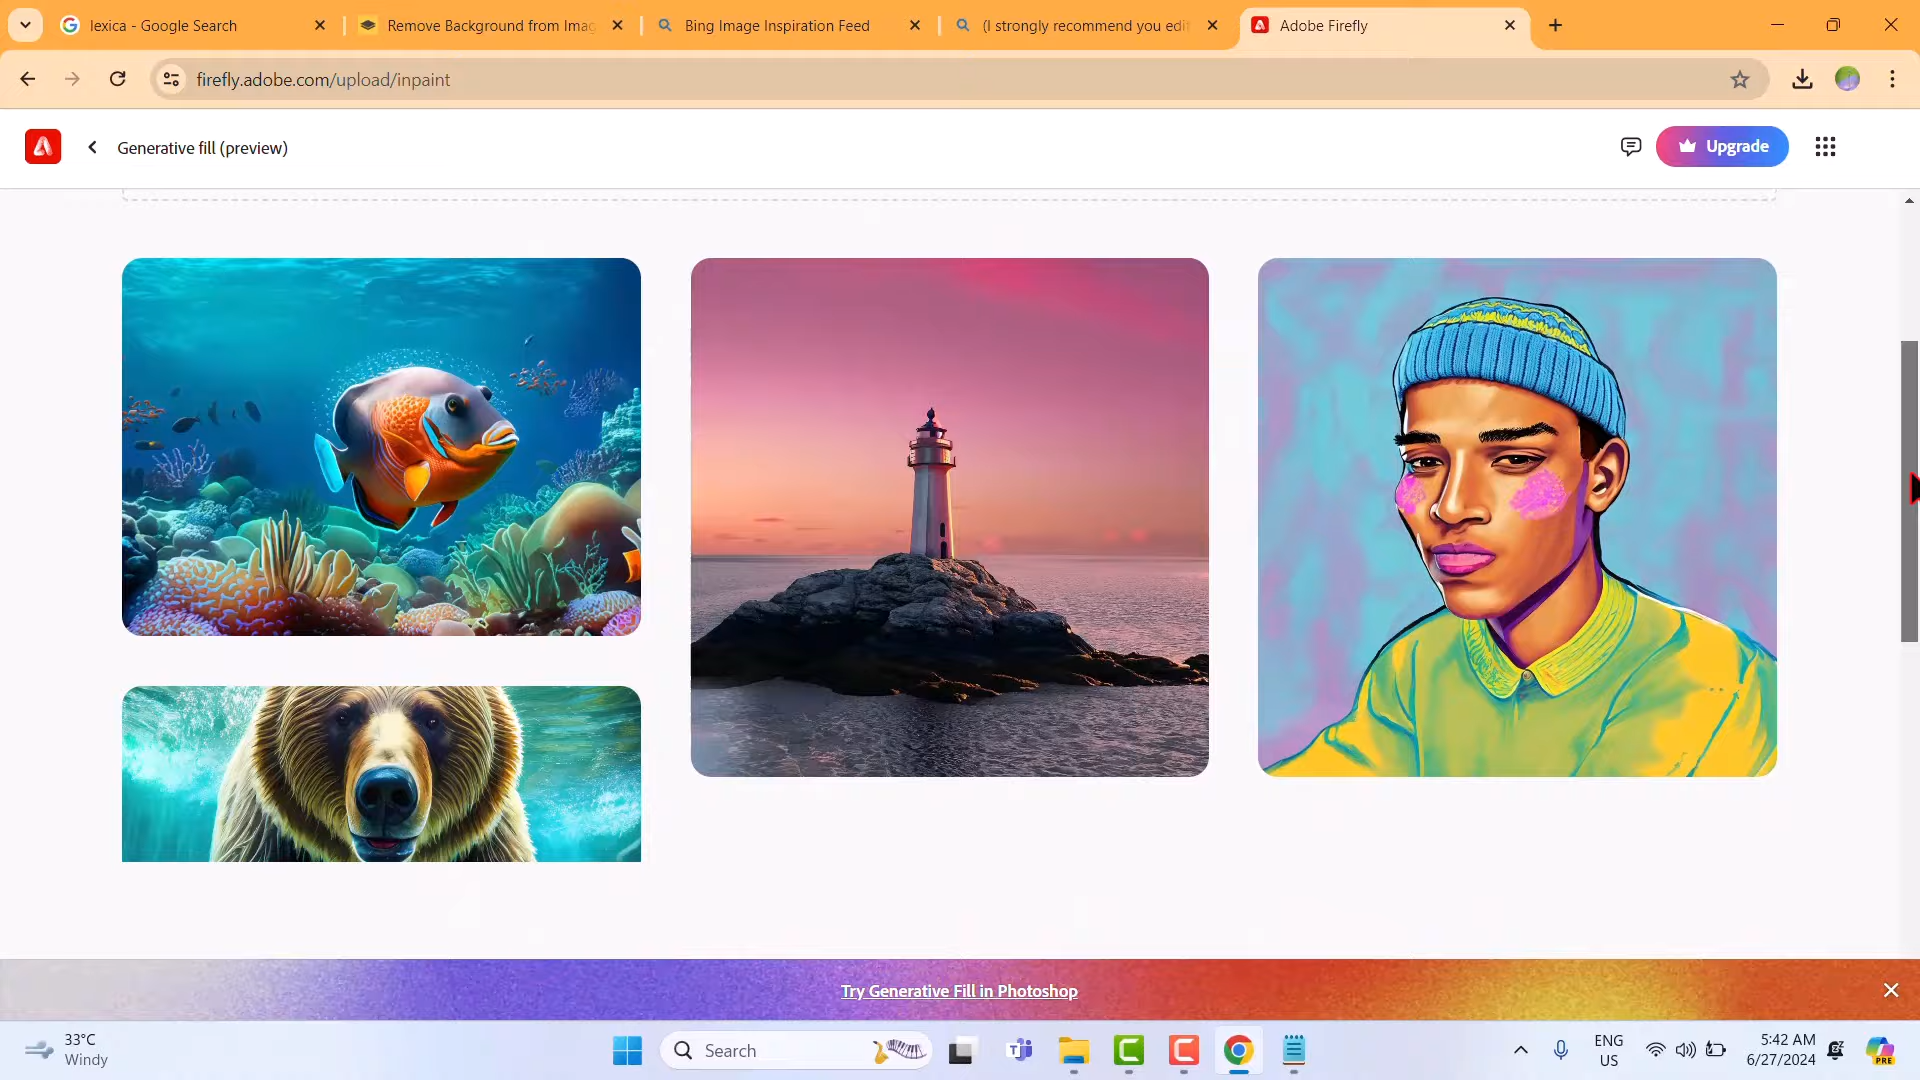 lexica - Google Search
Remove Background from Imag
Bing Image Inspiration Feed
(I strongly recommend you edit
Adobe Firefly
firefly.adobe.com/upload/inpaint
Generative fill (preview)
Upgrade
Try Generative Fill in Photoshop
33°C
Windy
Search
ENG
US
5:42 AM
6/27/2024
PRE